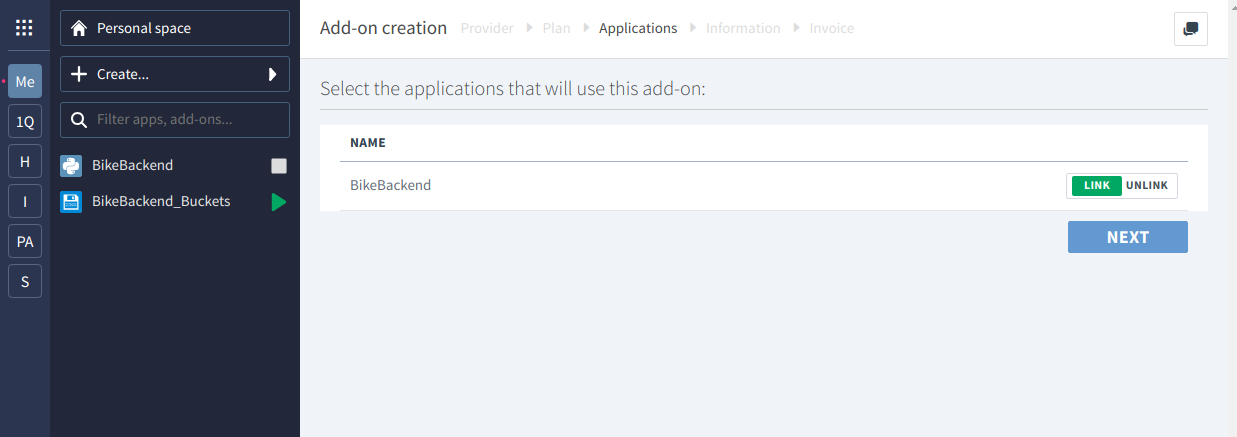 Personal space
Create...
Filter apps, add-ons...
Me
1Q
H
I
PA
S
BikeBackend
BikeBackend_Buckets
Add-on creation Provider Plan Applications Information Invoice
Select the applications that will use this add-on:
NAME
BikeBackend LINK UNLINK
NEXT